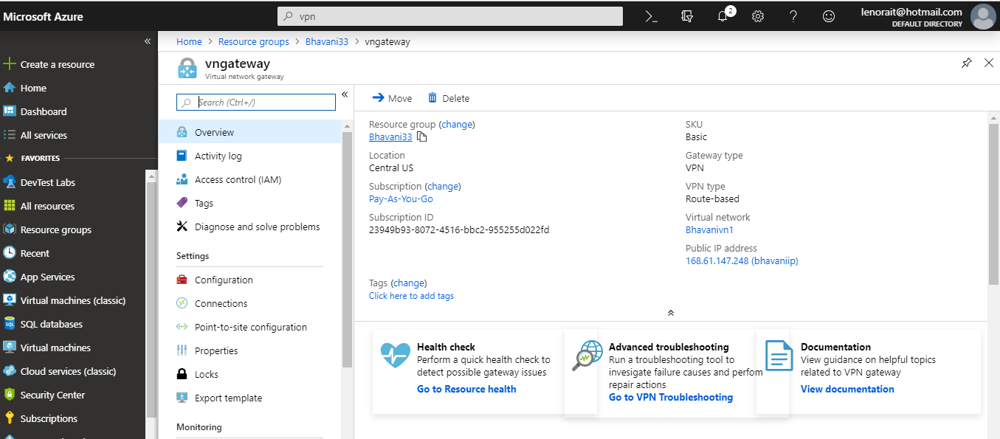 Microsoft Azure
vpn
2
lenorait@hotmail.com
DEFAULT DIRECTORY
«
Create a resource
Home
Dashboard
All services
FAVORITES
DevTest Labs
All resources
Resource groups
Recent
App Services
Virtual machines (classic)
SQL databases
Virtual machines
Cloud services (classic)
Security Center
Subscriptions
Home > Resource groups > Bhavani33 > vngateway
vngateway
Virtual network gateway
Search (Ctrl+/)
«
Overview
Activity log
Access control (IAM)
Tags
Diagnose and solve problems
Settings
Configuration
Connections
Point-to-site configuration
Properties
Locks
Export template
Monitoring
Move
Delete
Resource group (change)
Bhavani33
Location
Central US
Subscription (change)
Pay-As-You-Go
Subscription ID
23949b93-8072-4516-bbc2-955255d022fd
SKU
Basic
Gateway type
VPN
VPN type
Route-based
Virtual network
Bhavanivn1
Public IP address
168.61.147.248 (bhavaniip)
Tags (change)
Click here to add tags
Health check
Perform a quick health check to
detect possible gateway issues
Go to Resource health
Advanced troubleshooting
Run a troubleshooting tool to
invesigate failure causes and perfom
repair actions
Go to VPN Troubleshooting
Documentation
View guidance on helpful topics
related to VPN gateway
View documentation